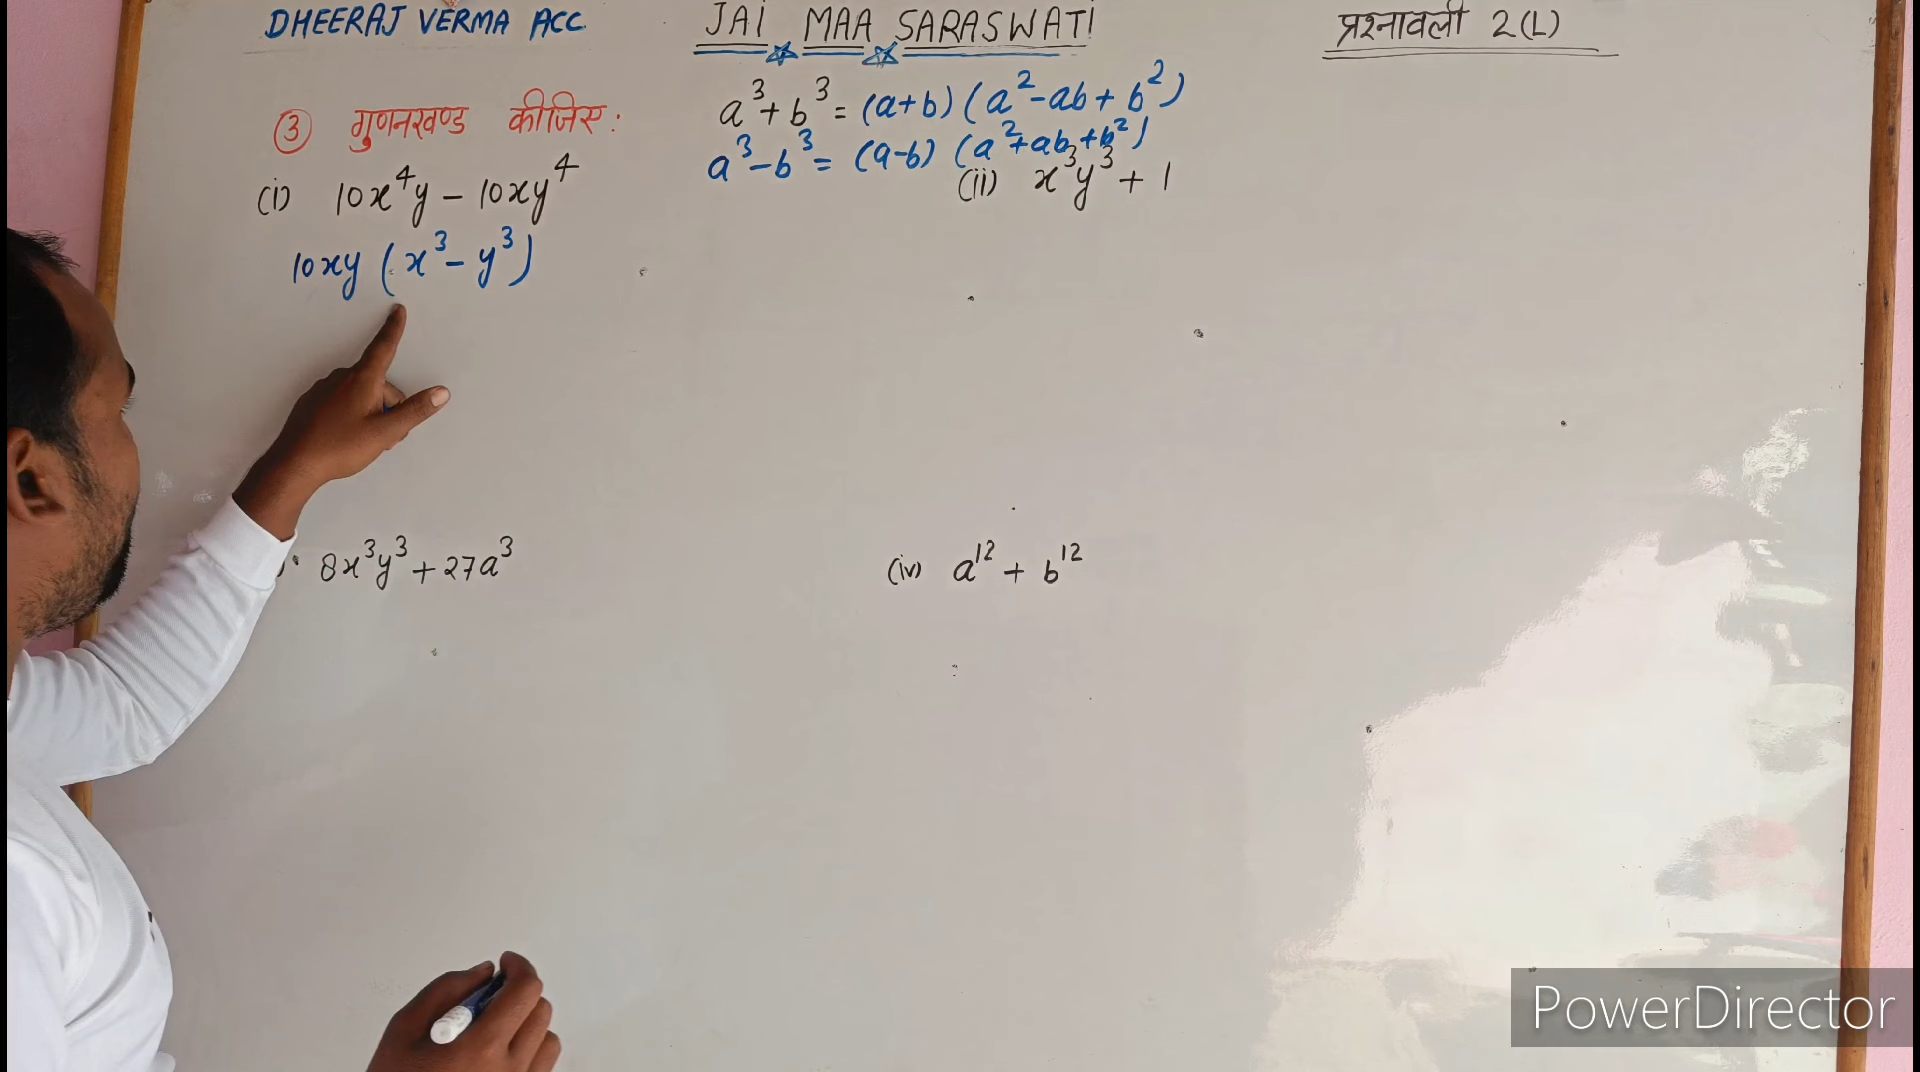 DHEERAJ VERMA ACC
JAI MAA SARASWATI
प्रश्नावली 2(L)
③ गुणनखण्ड कीजिए:
a³+b³=(a+b)(a²-ab+b²)
a³-b³=(a-b)(a²+ab+b²)
(i) 10x⁴y-10xy⁴
(ii) x³y³+1
10xy(x³-y³)
8x³y³+27a³
(iv) a¹²+b¹²
PowerDirector